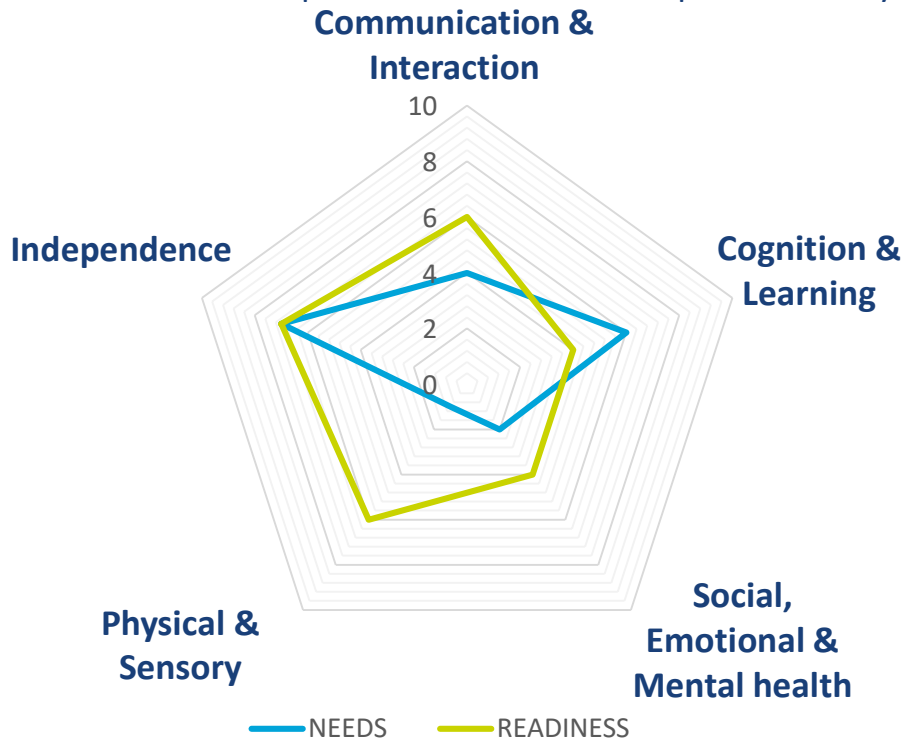 Communication &
Interaction
10
8
6
4
2
0
Independence
Cognition &
Learning
Physical &
Sensory
Social,
Emotional &
Mental health
NEEDS READINESS